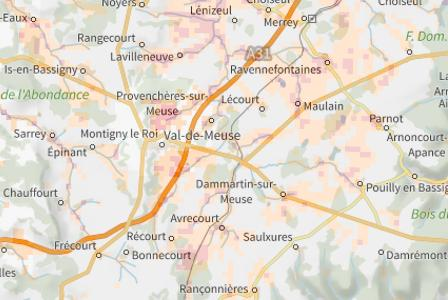 Noyers
Lénizeul
Choiseul
Choiseul
-Eaux
Merrey
Rangecourt
A31
F. Dom.
Lavilleneuve
Is-en-Bassigny
Ravennefontaines
de l'Abondance
Provenchères-sur-
Meuse
Lécourt
Maulain
Parnot
Sarrey
Montigny le Roi
Val-de-Meuse
Arnoncourt-
Apance
Épinant
Dammartin-sur-
Meuse
Pouilly en Bassig
Chauffourt
Avrecourt
Bois d
Récourt
Saulxures
Frécourt
Bonnecourt
Damrémont
lles
Rançonnières